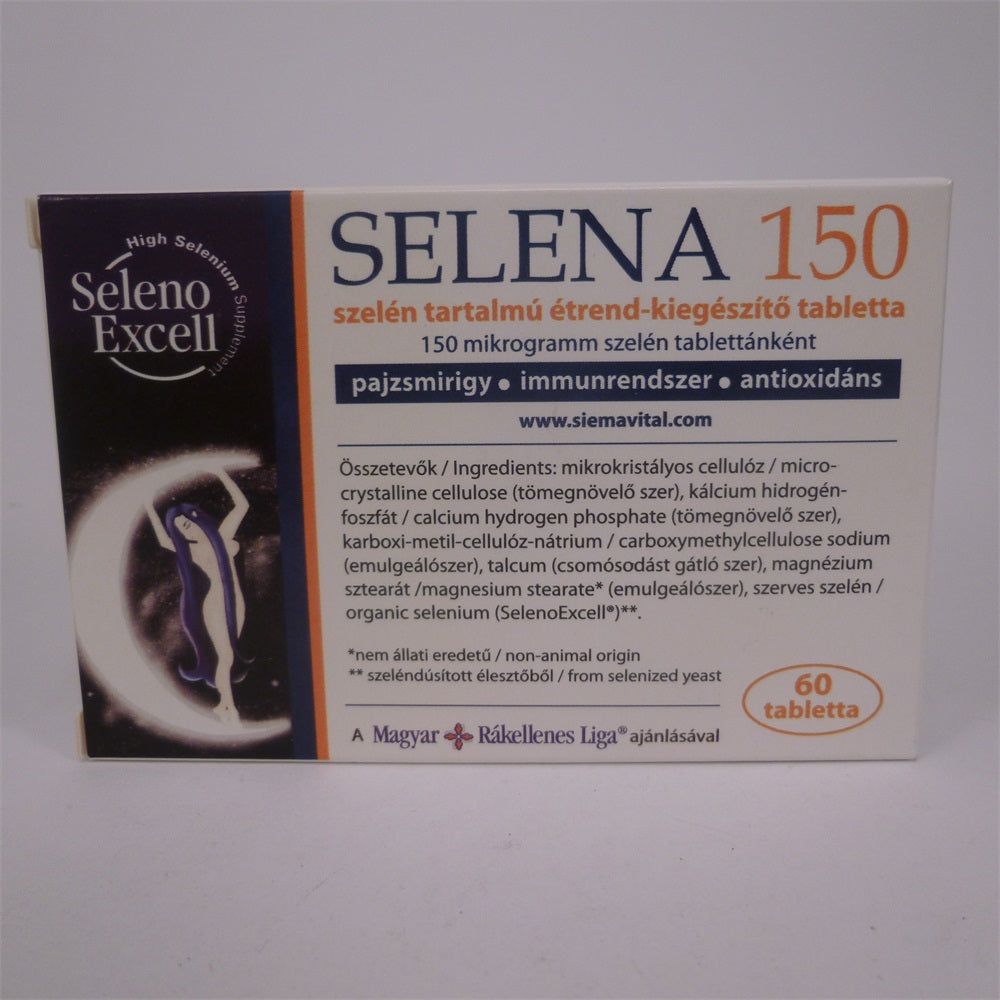 High Selenium Supplement
Seleno
Excell
SELENA 150
szelén tartalmú étrend-kiegészítő tabletta
150 mikrogramm szelén tablettánként
pajzsmirigy • immunrendszer • antioxidáns
www.siemavital.com
Összetevők / Ingredients: mikrokristályos cellulóz / micro-
crystalline cellulose (tömegnövelő szer), kálcium hidrogén-
foszfát / calcium hydrogen phosphate (tömegnövelő szer),
karboxi-metil-cellulóz-nátrium / carboxymethylcellulose sodium
(emulgeálószer), talcum (csomósodást gátló szer), magnézium
sztearát /magnesium stearate* (emulgeálószer), szerves szelén /
organic selenium (SelenoExcell®)**.
*nem állati eredetű / non-animal origin
** szeléndúsított élesztőből / from selenized yeast
60
tabletta
A Magyar Rákellenes Liga® ajánlásával